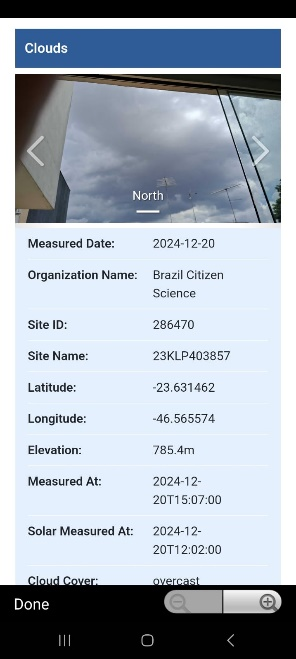 Clouds
North
Measured Date: 2024-12-20
Organization Name: Brazil Citizen
Science
Site ID: 286470
Site Name: 23KLP403857
Latitude: -23.631462
Longitude: -46.565574
Elevation: 785.4m
Measured At: 2024-12-
20T15:07:00
Solar Measured At: 2024-12-
20T12:02:00
Cloud Cover: overcast
Done